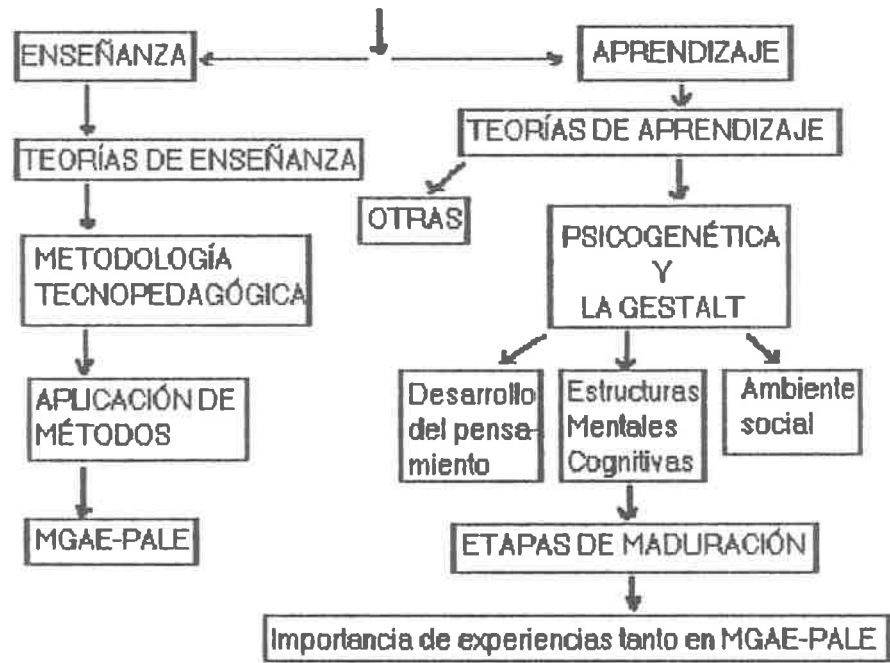 ENSEÑANZA
APRENDIZAJE
TEORÍAS DE ENSEÑANZA
TEORÍAS DE APRENDIZAJE
OTRAS
METODOLOGÍA
TECNOPEDAGÓGICA
PSICOGENÉTICA
Y
LA GESTALT
APLICACIÓN DE
MÉTODOS
Desarrollo
del pensa-
miento
Estructuras
Mentales
Cognitivas
Ambiente
social
MGAE-PALE
ETAPAS DE MADURACIÓN
Importancia de experiencias tanto en MGAE-PALE